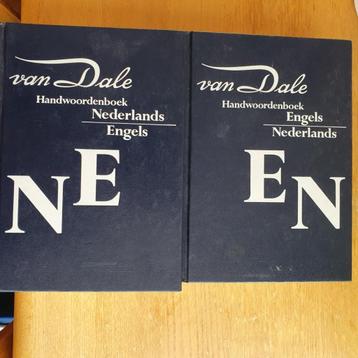 van Dale
Handwoordenboek
Nederlands
Engels
NE
van Dale
Handwoordenboek
Engels
Nederlands
EN